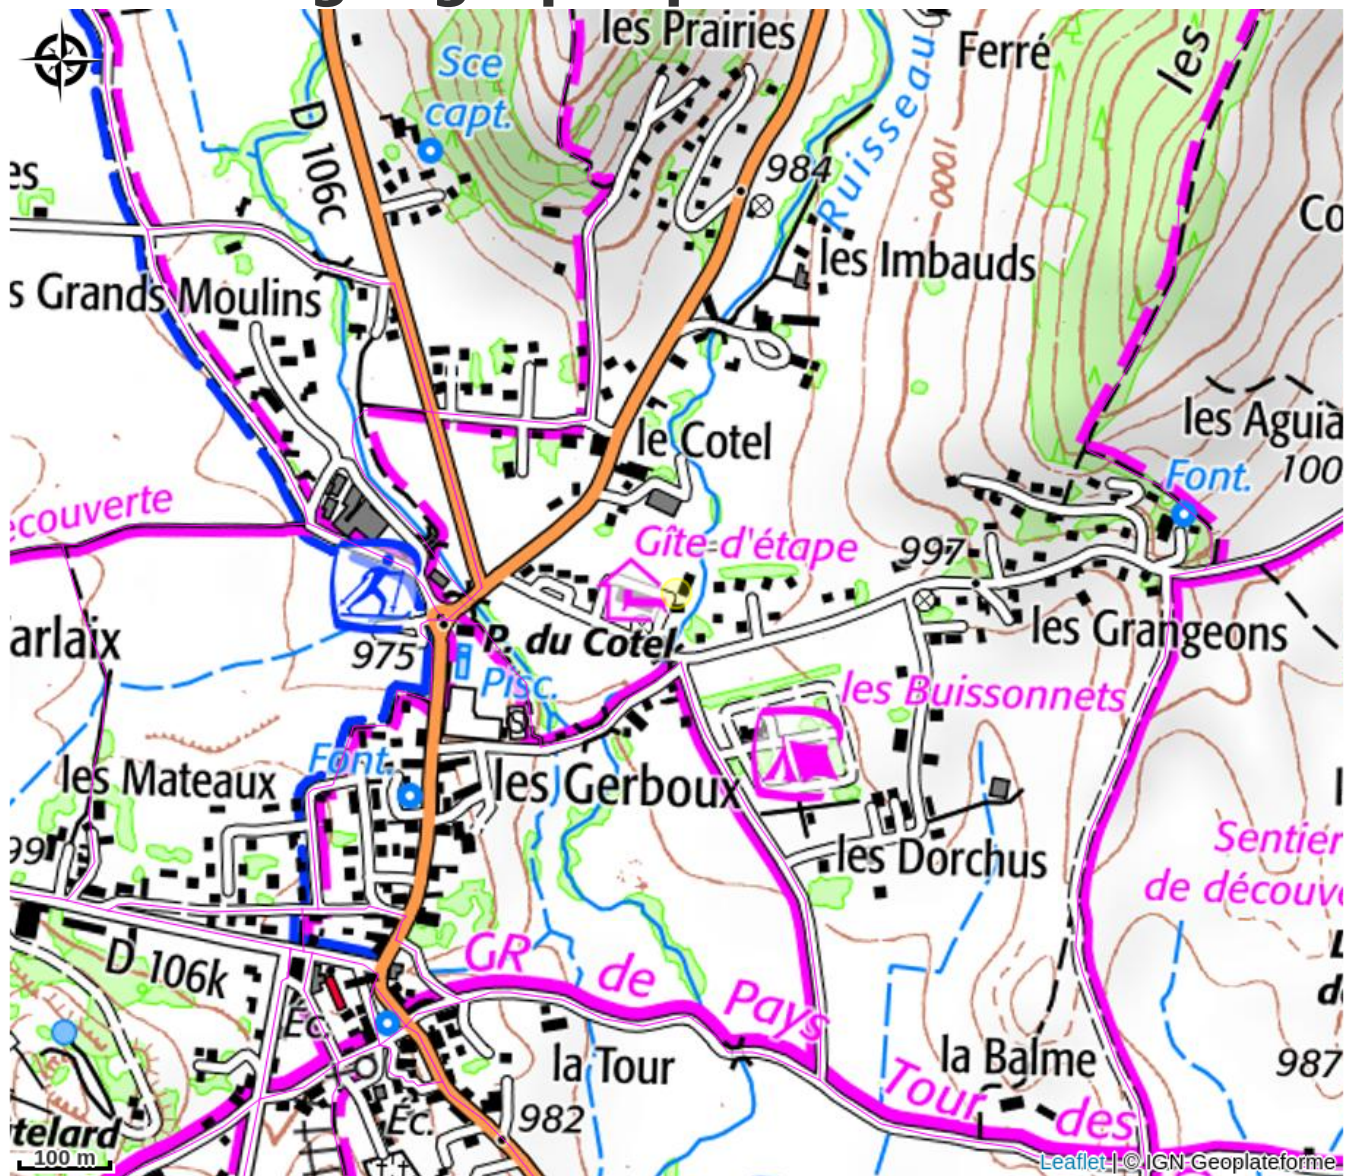 les Prairies
Ferré
les
Sce
capt.
D 106c
Ruisseau
984
1000
es
Co
les Imbauds
s Grands Moulins
les Aguia
le Cotel
100
Font.
écouverte
Gîte d'étape
997
arlaix
P. du Cotel
les Grangeons
975
Pisc.
les Buissonnets
Font.
les Mateaux
les Gerboux
99
les Dorchus
Sentier
de découve
D 106k
GR de Pays
L
de
Éc.
la Tour
la Balme
987
Tour des
Éc.
982
telard
100 m
Leaflet | © IGN-Geoplateforme